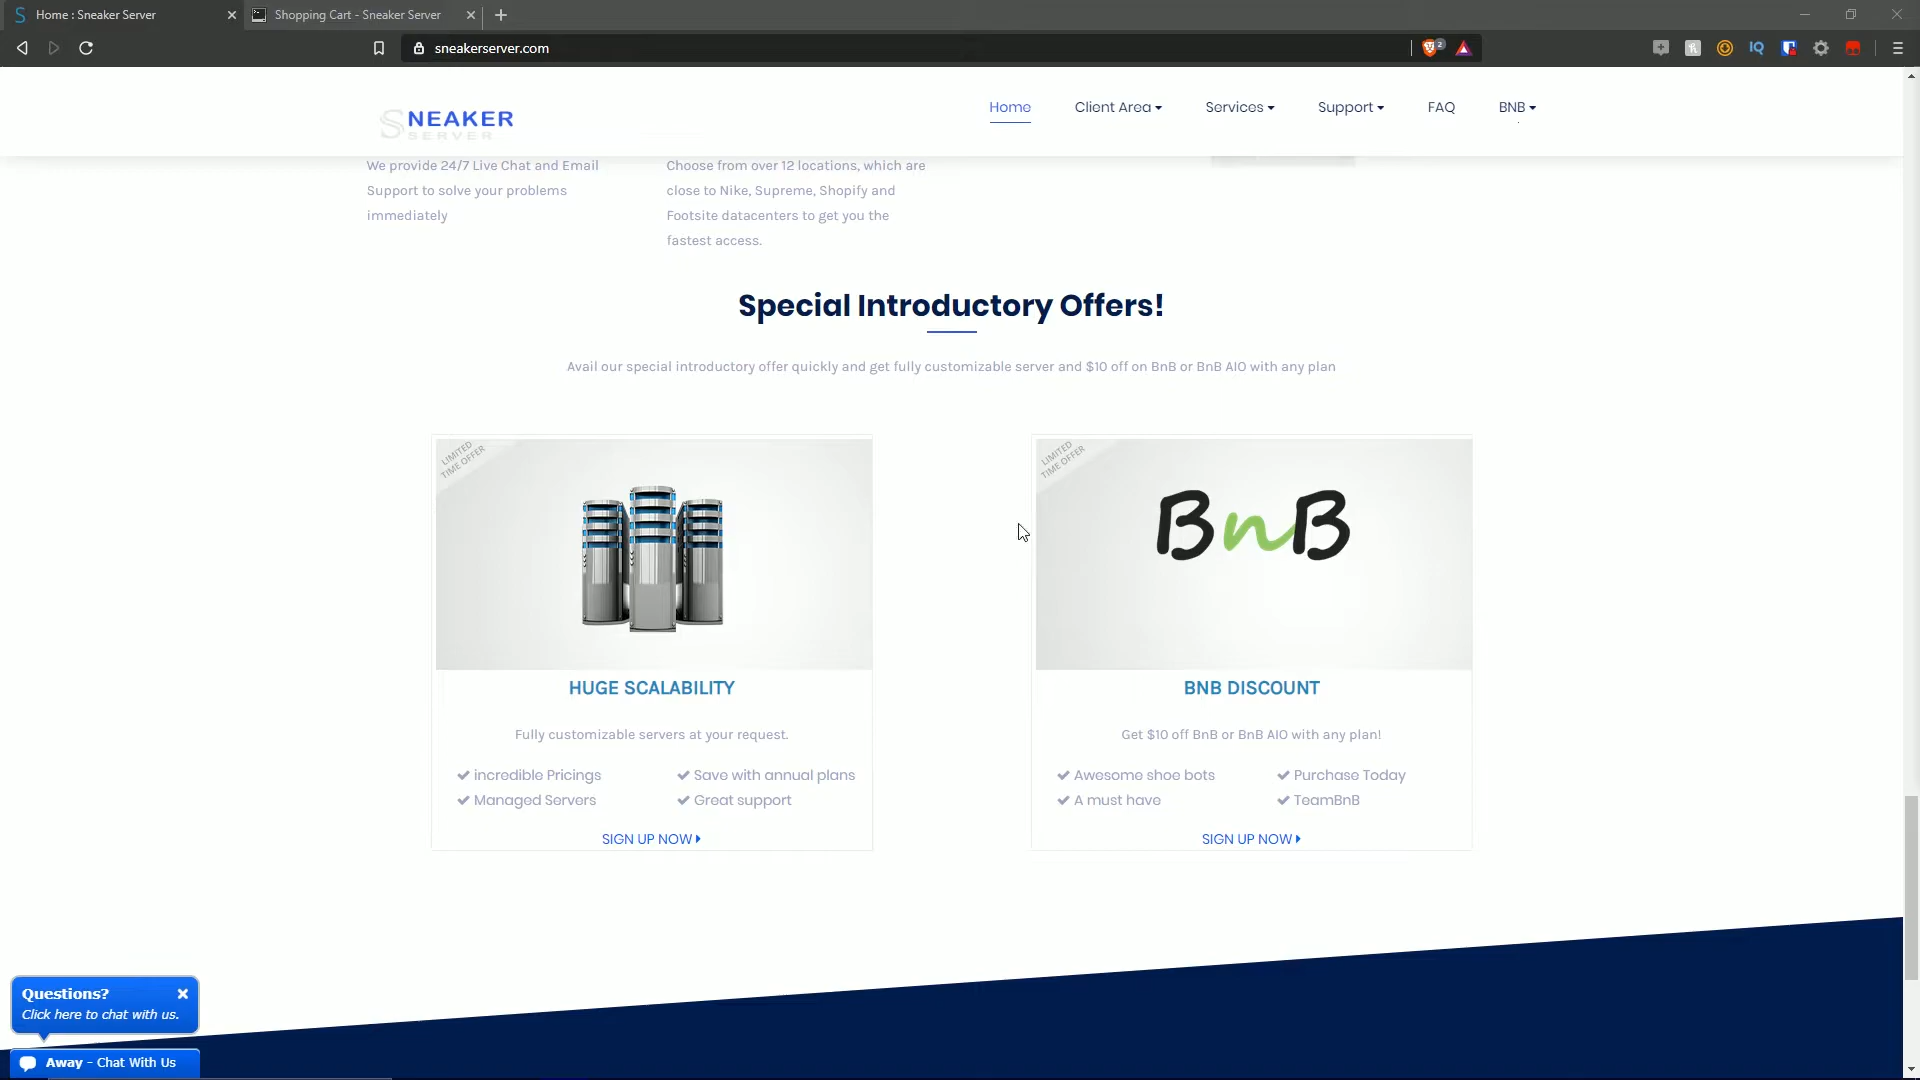 Home : Sneaker Server
Shopping Cart - Sneaker Server
sneakerserver.com
2
IQ
SNEAKER
SERVER
Home
Client Area
Services
Support
FAQ
BNB
We provide 24/7 Live Chat and Email
Support to solve your problems
immediately
Choose from over 12 locations, which are
close to Nike, Supreme, Shopify and
Footsite datacenters to get you the
fastest access.
Special Introductory Offers!
Avail our special introductory offer quickly and get fully customizable server and $10 off on BnB or BnB AIO with any plan
LIMITED
TIME OFFER
HUGE SCALABILITY
Fully customizable servers at your request.
incredible Pricings
Save with annual plans
Managed Servers
Great support
SIGN UP NOW
LIMITED
TIME OFFER
BnB
BNB DISCOUNT
Get $10 off BnB or BnB AIO with any plan!
Awesome shoe bots
Purchase Today
A must have
TeamBnB
SIGN UP NOW
Questions?
Click here to chat with us.
Away - Chat With Us